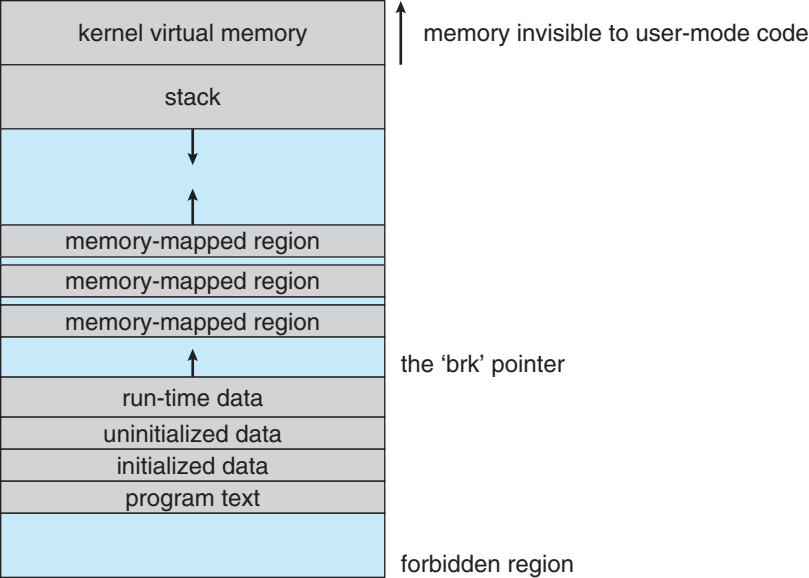 kernel virtual memory
memory invisible to user-mode code
stack
memory-mapped region
memory-mapped region
memory-mapped region
the ‘brk’ pointer
run-time data
uninitialized data
initialized data
program text
forbidden region